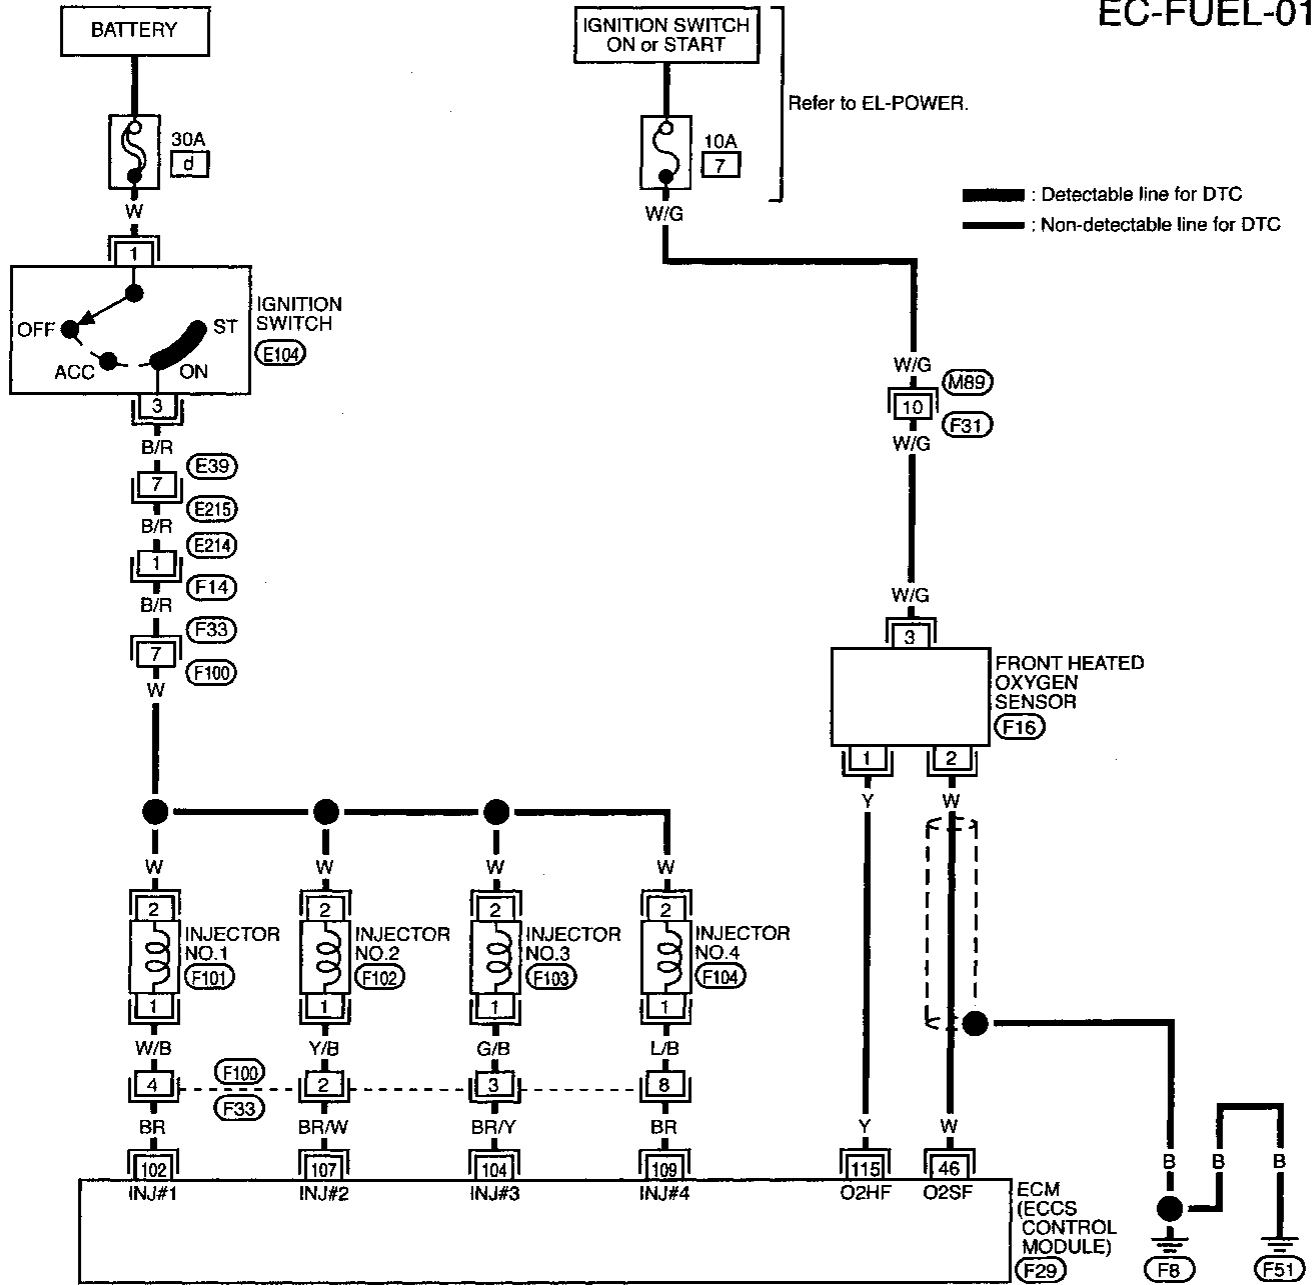 EC-FUEL-01
BATTERY
IGNITION SWITCH
ON or START
Refer to EL-POWER.
30A
d
10A
7
: Detectable line for DTC
: Non-detectable line for DTC
W
W/G
1
OFF
ACC
ON
ST
IGNITION
SWITCH
E104
3
B/R
E39
7
E215
B/R
E214
1
F14
B/R
F33
7
F100
W
W/G
M89
10
F31
W/G
W/G
3
FRONT HEATED
OXYGEN
SENSOR
F16
1
2
Y
W
W
W
W
W
2
2
2
2
INJECTOR
NO.1
F101
INJECTOR
NO.2
F102
INJECTOR
NO.3
F103
INJECTOR
NO.4
F104
1
1
1
1
W/B
Y/B
G/B
L/B
4
F100
F33
2
3
8
BR
BR/W
BR/Y
BR
Y
W
102
107
104
109
115
46
INJ#1
INJ#2
INJ#3
INJ#4
O2HF
O2SF
ECM
(ECCS
CONTROL
MODULE)
F29
B
B
B
F8
F51